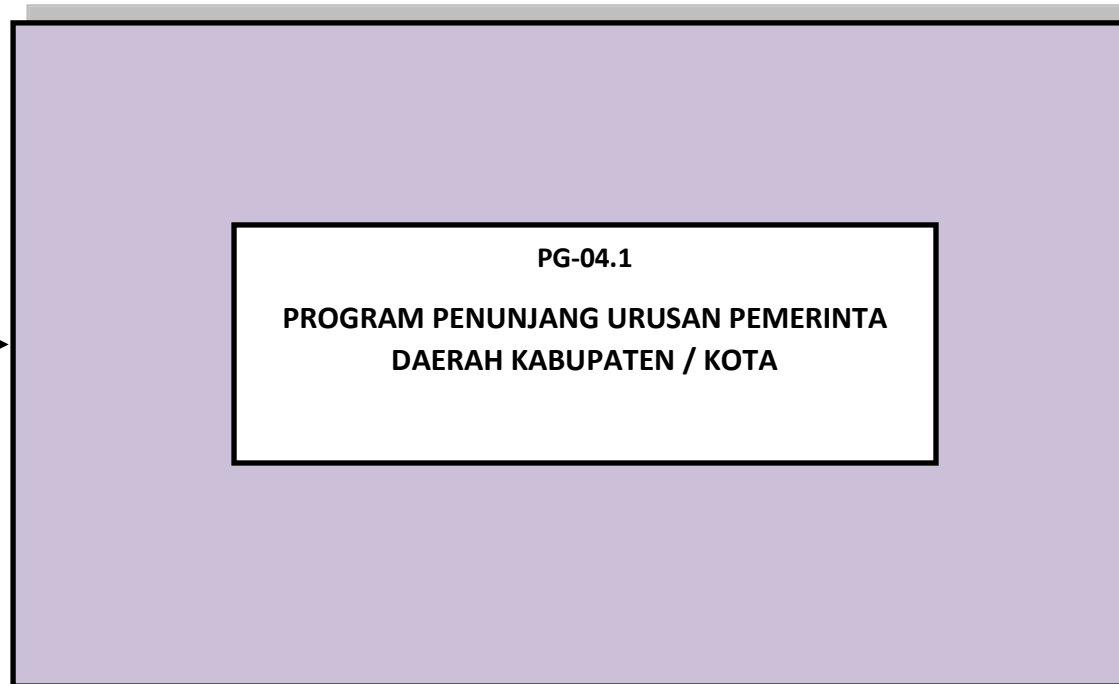 PG-04.1
PROGRAM PENUNJANG URUSAN PEMERINTA
DAERAH KABUPATEN / KOTA